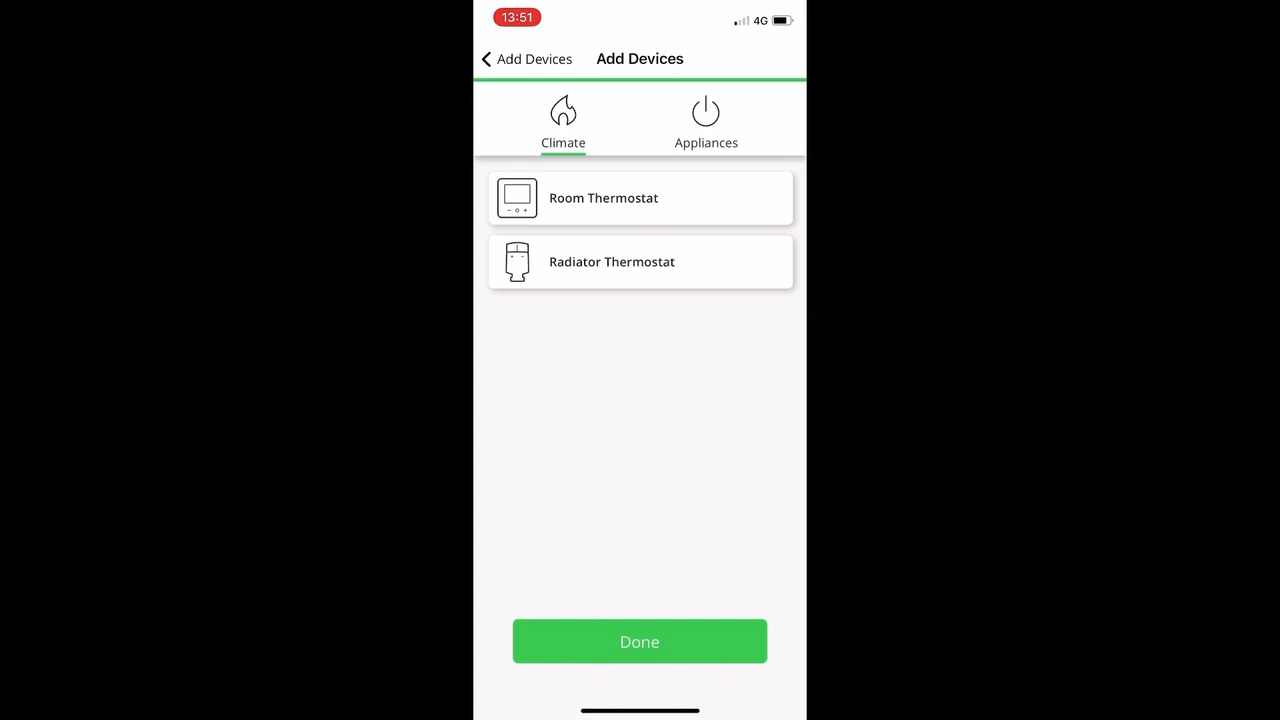 13:51
4G
Add Devices
Add Devices
Climate
Appliances
Room Thermostat
Radiator Thermostat
Done